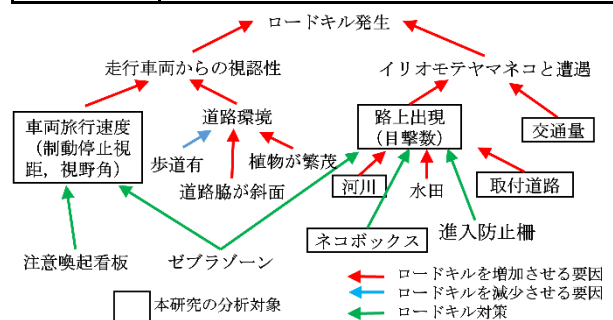 ロードキル発生
走行車両からの視認性
イリオモテヤマネコと遭遇
車両旅行速度
（制動停止視
距，視野角）
道路環境
路上出現
（目撃数）
交通量
歩道有
植物が繁茂
道路脇が斜面
河川
水田
取付道路
ネコボックス
進入防止柵
注意喚起看板
ゼブラゾーン
ロードキルを増加させる要因
ロードキルを減少させる要因
ロードキル対策
本研究の分析対象